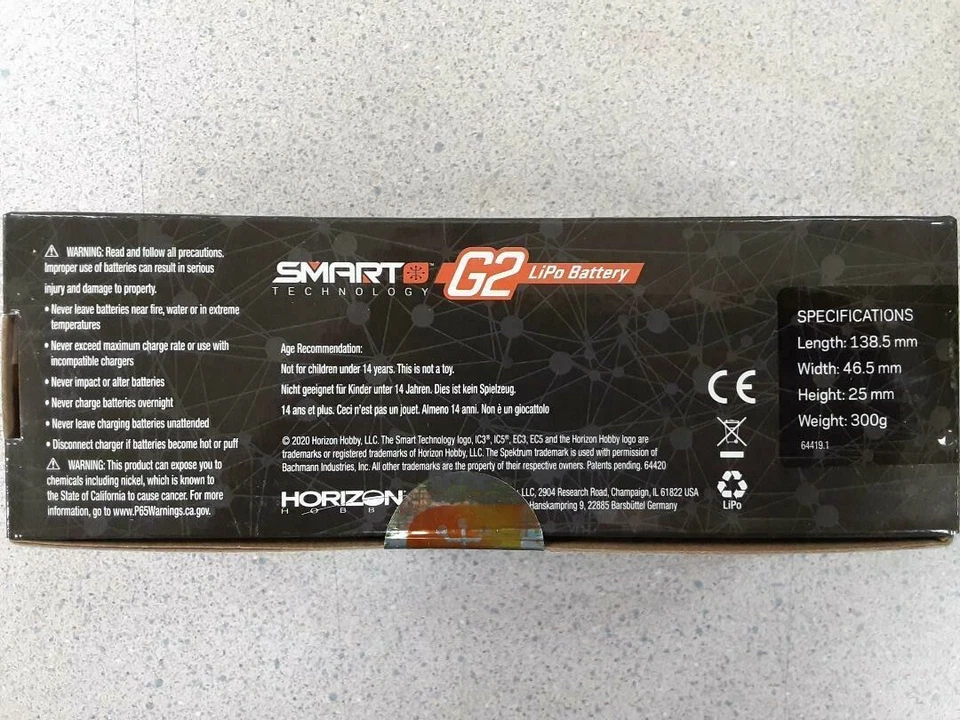 WARNING: Read and follow all precautions.
Improper use of batteries can result in serious
injury and damage to property.
• Never leave batteries near fire, water or in extreme
temperatures
• Never exceed maximum charge rate or use with
incompatible chargers
• Never impact or alter batteries
• Never charge batteries overnight
• Never leave charging batteries unattended
• Disconnect charger if batteries become hot or puff
WARNING: This product can expose you to
chemicals including nickel, which is known to
the State of California to cause cancer. For more
information, go to www.P65Warnings.ca.gov.
SMART
TECHNOLOGY
G2 LiPo Battery
Age Recommendation:
Not for children under 14 years. This is not a toy.
Nicht geeignet für Kinder unter 14 Jahren. Dies ist kein Spielzeug.
14 ans et plus. Ceci n'est pas un jouet. Almeno 14 anni. Non è un giocattolo
© 2020 Horizon Hobby, LLC. The Smart Technology logo, IC3®, IC5®, EC3, EC5 and the Horizon Hobby logo are
trademarks or registered trademarks of Horizon Hobby, LLC. The Spektrum trademark is used with permission of
Bachmann Industries, Inc. All other trademarks are the property of their respective owners. Patents pending. 64420
HORIZON
LLC, 2904 Research Road, Champaign, IL 61822 USA
Hanskampring 9, 22885 Barsbüttel Germany
CE
LiPo
SPECIFICATIONS
Length: 138.5 mm
Width: 46.5 mm
Height: 25 mm
Weight: 300g
64419.1